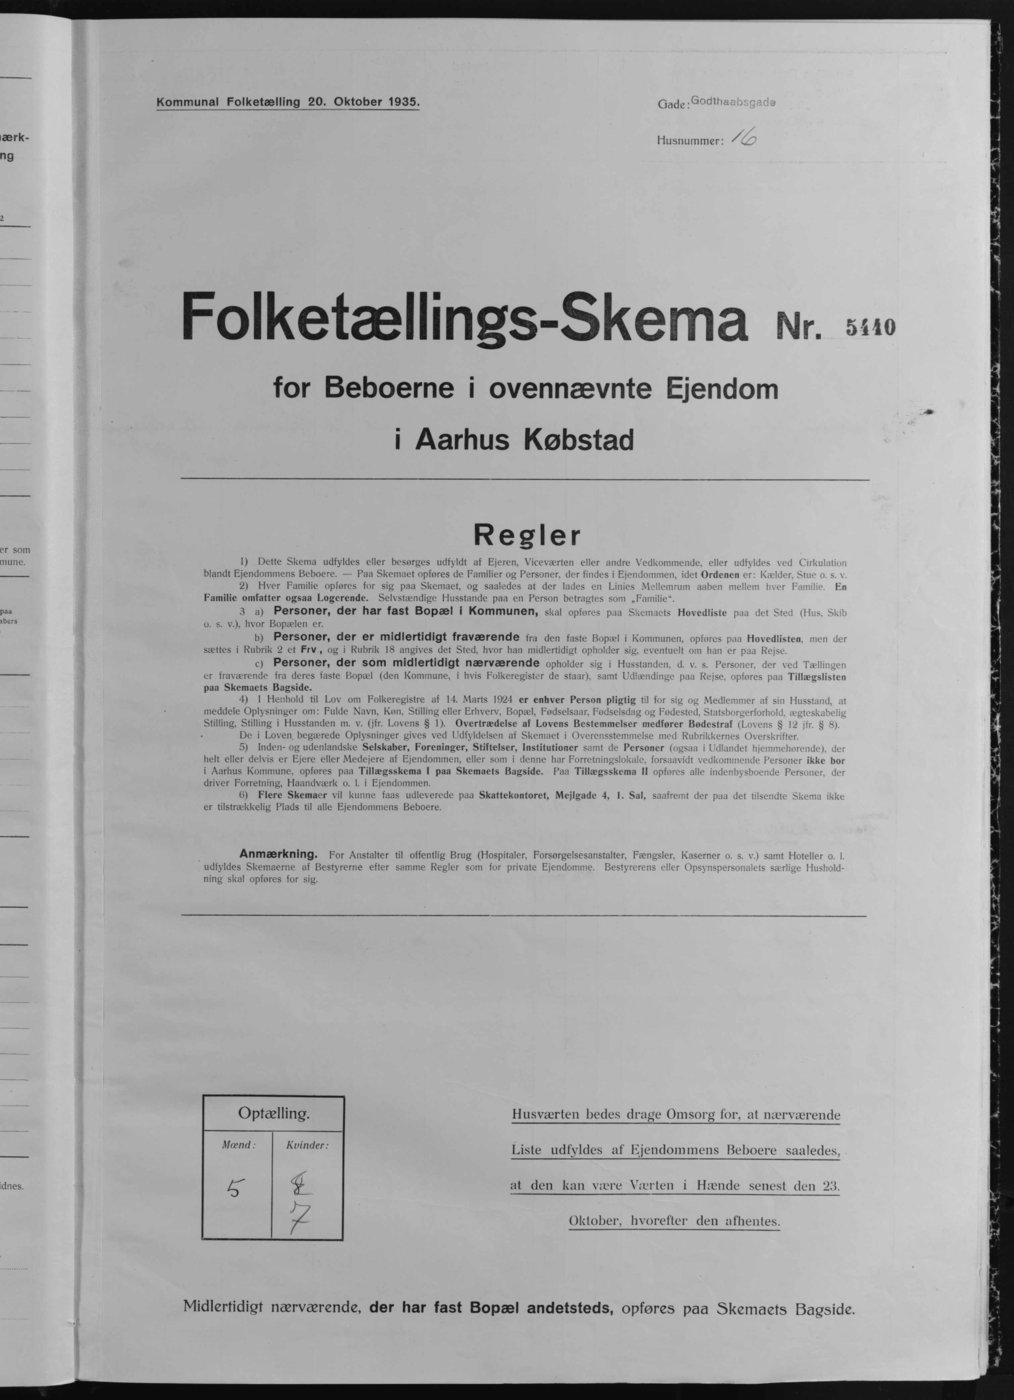 Kommunal Folketælling 20. Oktober 1935.
Gade: Godthaabsgade
Husnummer: 16
Folketællings-Skema Nr. 5440
for Beboerne i ovennævnte Ejendom
i Aarhus Købstad
Regler
1) Dette Skema udfyldes eller besørges udfyldt af Ejeren, Viceværten eller andre Vedkommende, eller udfyldes ved Cirkulation
blandt Ejendommens Beboere. — Paa Skemaet opføres de Familier og Personer, der findes i Ejendommen, idet Ordenen er: Kælder, Stue o. s. v.
2) Hver Familie opføres for sig paa Skemaet, og saaledes at der lades en Linies Mellemrum aaben mellem hver Familie. En
Familie omfatter ogsaa Logerende. Selvstændige Husstande paa en Person betragtes som „Familie“.
3 a) Personer, der har fast Bopæl i Kommunen, skal opføres paa Skemaets Hovedliste paa det Sted (Hus, Skib
o. s. v.), hvor Bopælen er.
b) Personer, der er midlertidigt fraværende fra den faste Bopæl i Kommunen, opføres paa Hovedlisten, men der
sættes i Rubrik 2 et Frv., og i Rubrik 18 angives det Sted, hvor han midlertidigt opholder sig, eventuelt om han er paa Rejse.
c) Personer, der som midlertidigt nærværende opholder sig i Husstanden, d. v. s. Personer, der ved Tællingen
er fraværende fra deres faste Bopæl (den Kommune, i hvis Folkeregister de staar), samt Udlændinge paa Rejse, opføres paa Tillægslisten
paa Skemaets Bagside.
4) I Henhold til Lov om Folkeregistre af 14. Marts 1924 er enhver Person pligtig til for sig og Medlemmer af sin Husstand, at
meddele Oplysninger om: Fulde Navn, Køn, Stilling eller Erhverv, Bopæl, Fødselsaar, Fødselsdag og Fødested, Statsborgerforhold, ægteskabelig
Stilling, Stilling i Husstanden m. v. (jfr. Lovens § 1). Overtrædelse af Lovens Bestemmelser medfører Bødestraf (Lovens § 12 jfr. § 8).
De i Loven begærede Oplysninger gives ved Udfyldelsen af Skemaet i Overensstemmelse med Rubrikkernes Overskrifter.
5) Inden- og udenlandske Selskaber, Foreninger, Stiftelser, Institutioner samt de Personer (ogsaa i Udlandet hjemmehørende), der
helt eller delvis er Ejere eller Medejere af Ejendommen, eller som i denne har Forretningslokale, forsaavidt vedkommende Personer ikke bor
i Aarhus Kommune, opføres paa Tillægsskema I paa Skemaets Bagside. Paa Tillægsskema II opføres alle indenbysboende Personer, der
driver Forretning, Haandværk o. l. i Ejendommen.
6) Flere Skemaer vil kunne faas udleverede paa Skattekontoret, Mejlgade 4, 1. Sal, saafremt der paa det tilsendte Skema ikke
er tilstrækkelig Plads til alle Ejendommens Beboere.
Anmærkning. For Anstalter til offentlig Brug (Hospitaler, Forsørgelsesanstalter, Fængsler, Kaserner o. s. v.) samt Hoteller o. l.
udfyldes Skemaerne af Bestyrerne efter samme Regler som for private Ejendomme. Bestyrerens eller Opsynspersonalets særlige Hushold-
ning skal opføres for sig.
Optælling.
Mænd: Kvinder:
5 8
7
Husværten bedes drage Omsorg for, at nærværende
Liste udfyldes af Ejendommens Beboere saaledes,
at den kan være Værten i Hænde senest den 23.
Oktober, hvorefter den afhentes.
Midlertidigt nærværende, der har fast Bopæl andetsteds, opføres paa Skemaets Bagside.